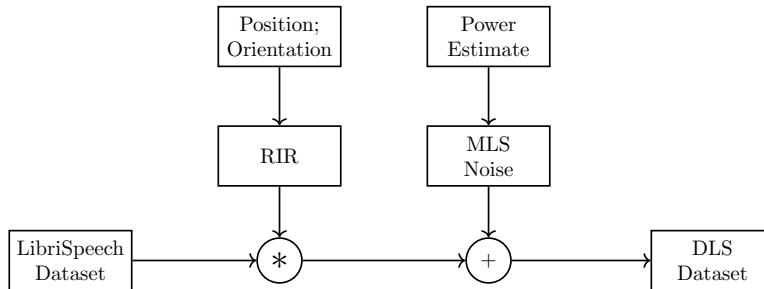 Position;
Orientation
Power
Estimate
RIR
MLS
Noise
LibriSpeech
Dataset
*
+
DLS
Dataset